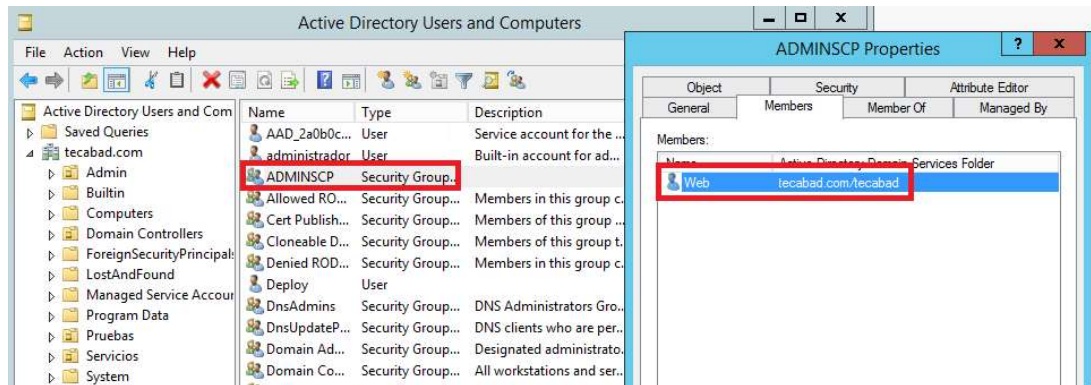 Active Directory Users and Computers
File Action View Help
Active Directory Users and Com
Saved Queries
tecabad.com
Admin
Builtin
Computers
Domain Controllers
ForeignSecurityPrincipals
LostAndFound
Managed Service Accour
Program Data
Pruebas
Servicios
System
Name Type Description
AAD_2a0b0c... User Service account for the ...
administrador User Built-in account for ad...
ADMINSCP Security Group...
Allowed RO... Security Group... Members in this group c...
Cert Publish... Security Group... Members of this group ...
Cloneable D... Security Group... Members of this group t...
Denied ROD... Security Group... Members in this group c...
Deploy User
DnsAdmins Security Group... DNS Administrators Gro...
DnsUpdateP... Security Group... DNS clients who are per...
Domain Ad... Security Group... Designated administrato...
Domain Co... Security Group... All workstations and ser...
ADMINSCP Properties
? x
Object Security Attribute Editor
General Members Member Of Managed By
Members:
Name Active Directory Domain Services Folder
Web tecabad.com/tecabad